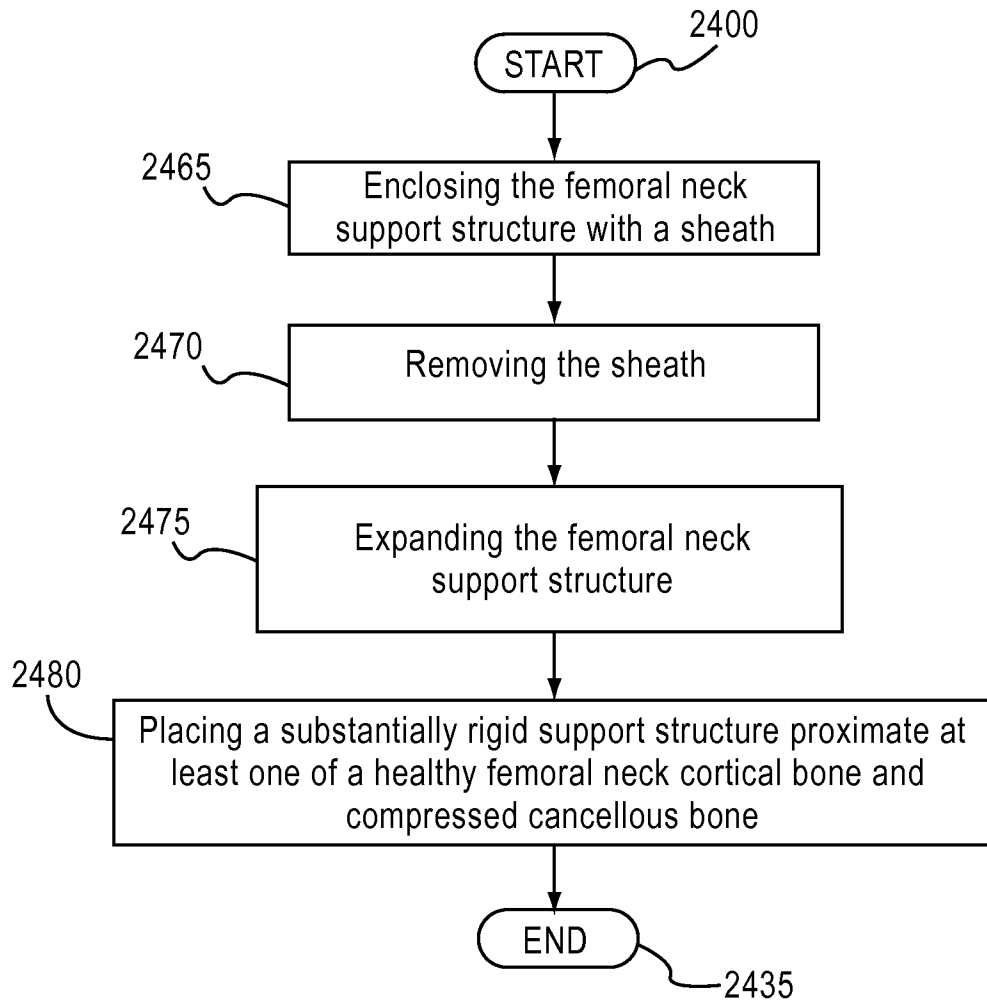 2400
START
2465
Enclosing the femoral neck
support structure with a sheath
2470
Removing the sheath
2475
Expanding the femoral neck
support structure
2480
Placing a substantially rigid support structure proximate at
least one of a healthy femoral neck cortical bone and
compressed cancellous bone
END
2435